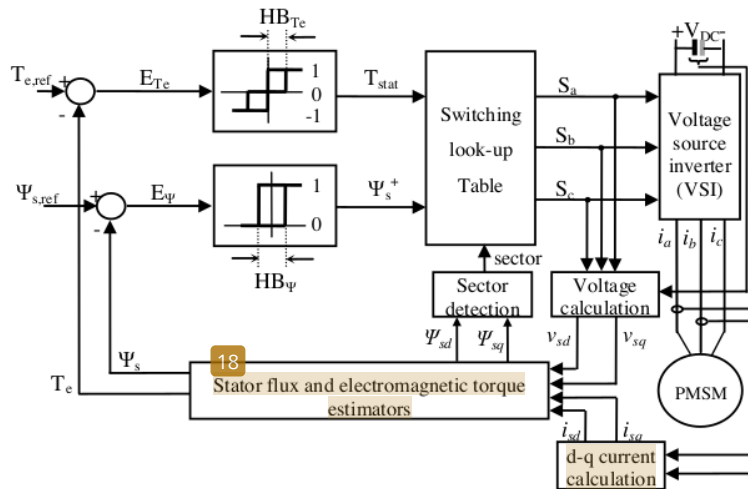 HB_Te
+V_DC-
T_e,ref
+
E_Te
1
0
-1
T_stat
-
Switching
look-up
Table
S_a
S_b
S_c
Voltage
source
inverter
(VSI)
Ψ_s,ref
+
E_Ψ
1
0
Ψ_s⁺
-
HB_Ψ
sector
Sector
detection
Voltage
calculation
i_a
i_b
i_c
Ψ_sd
Ψ_sq
v_sd
v_sq
Ψ_s
T_e
18
Stator flux and electromagnetic torque
estimators
PMSM
i_sd
i_sq
d-q current
calculation